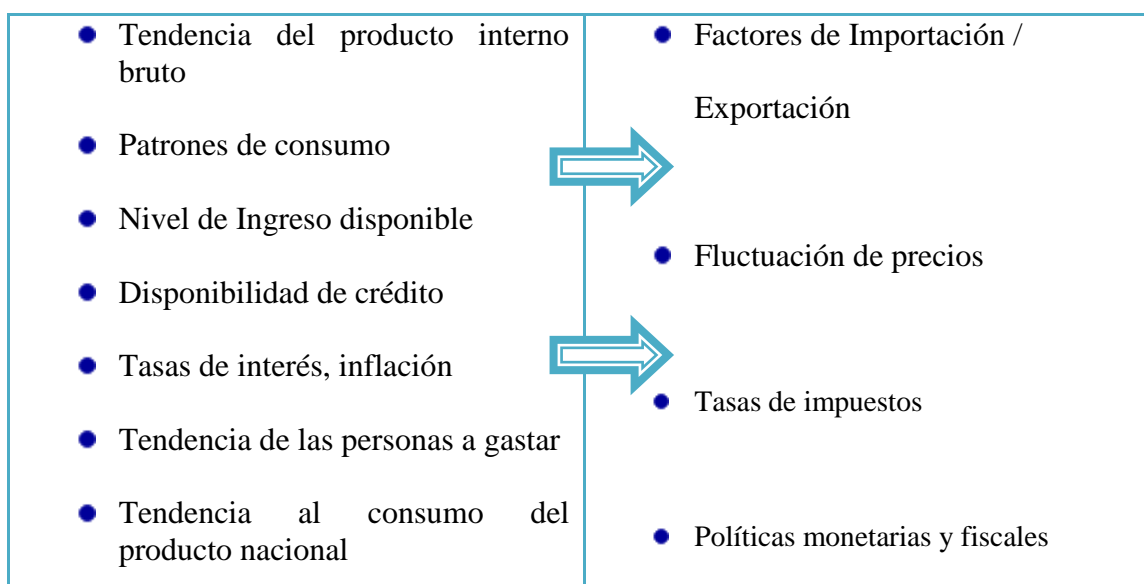 Tendencia del producto interno
bruto
Patrones de consumo
Nivel de Ingreso disponible
Disponibilidad de crédito
Tasas de interés, inflación
Tendencia de las personas a gastar
Tendencia al consumo del
producto nacional
Factores de Importación /
Exportación
Fluctuación de precios
Tasas de impuestos
Políticas monetarias y fiscales